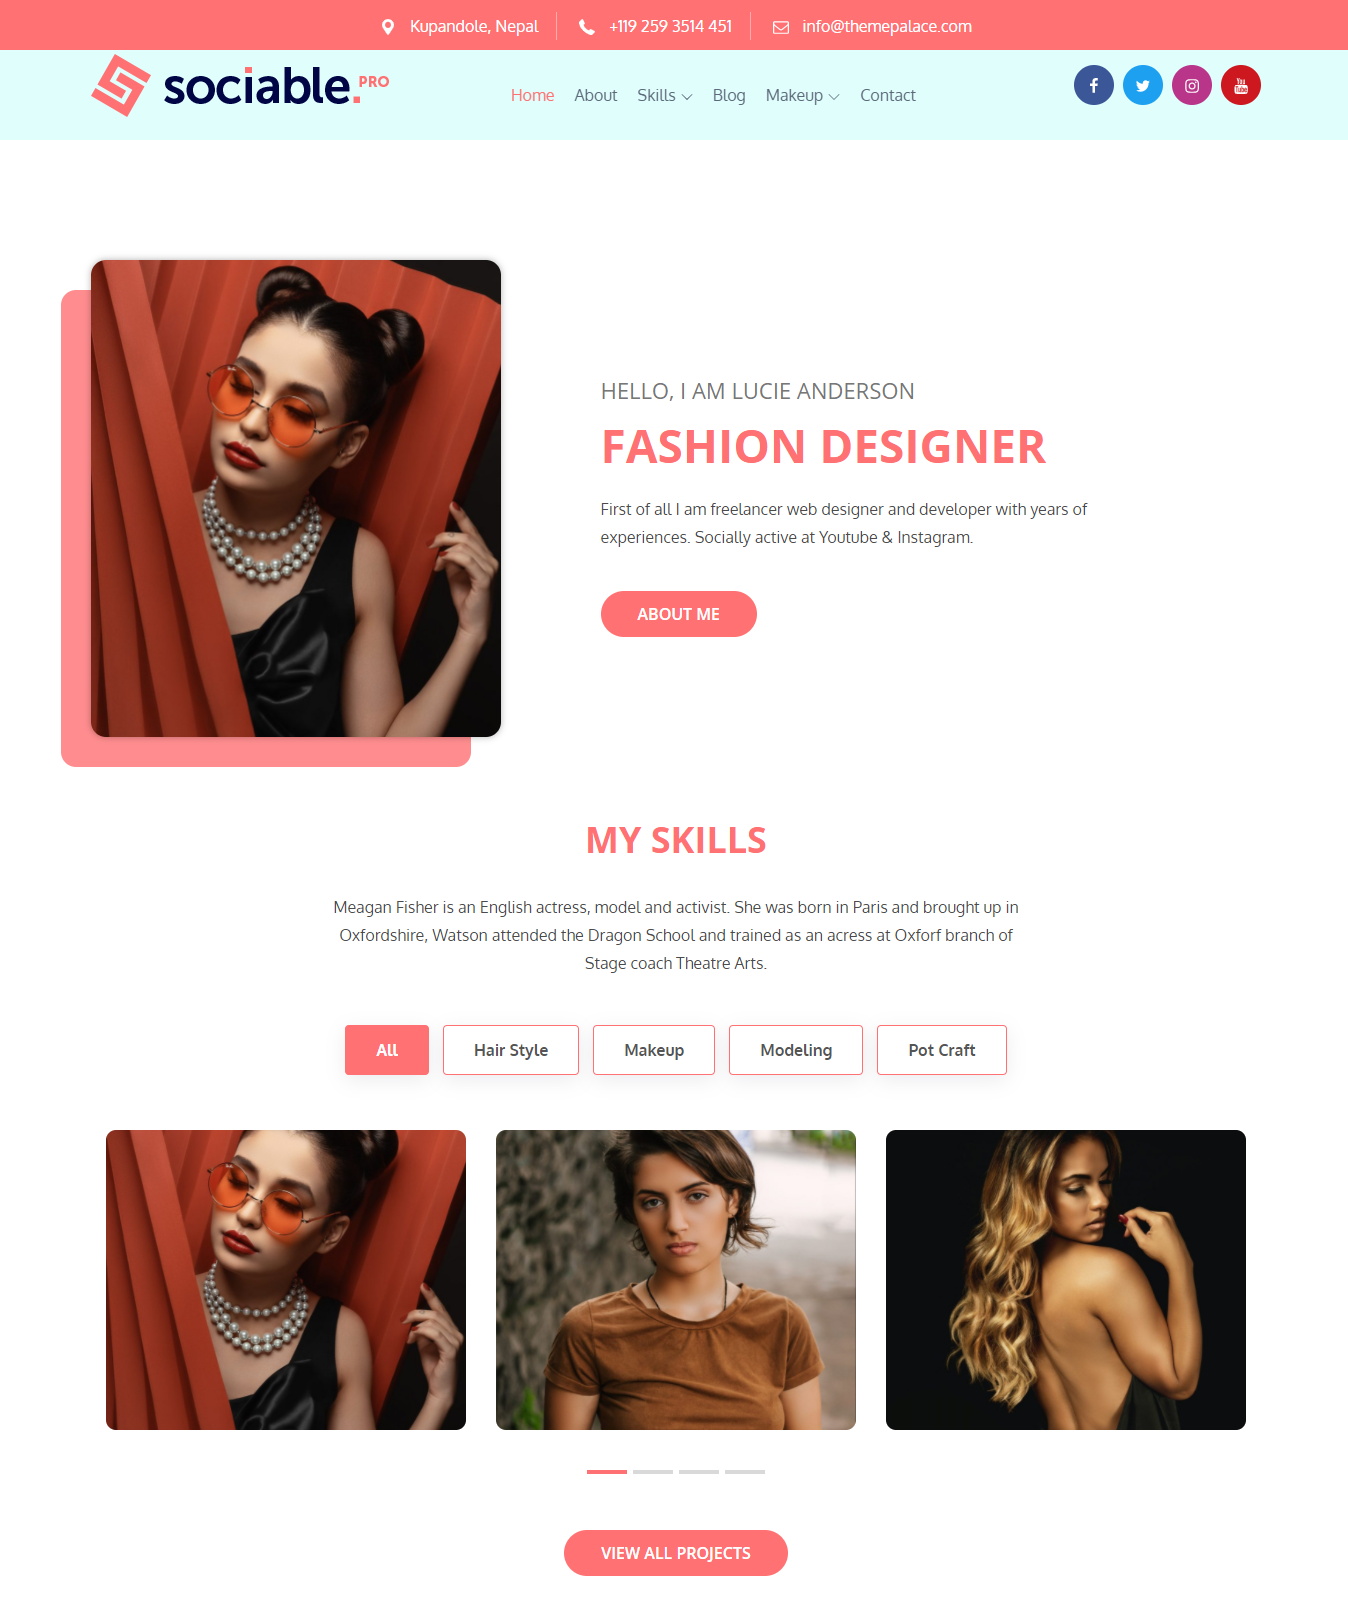 Kupandole, Nepal
+119 259 3514 451
info@themepalace.com
sociable.PRO
Home
About
Skills
Blog
Makeup
Contact
You
Tube
HELLO, I AM LUCIE ANDERSON
FASHION DESIGNER
First of all I am freelancer web designer and developer with years of
experiences. Socially active at Youtube & Instagram.
ABOUT ME
MY SKILLS
Meagan Fisher is an English actress, model and activist. She was born in Paris and brought up in
Oxfordshire, Watson attended the Dragon School and trained as an acress at Oxforf branch of
Stage coach Theatre Arts.
All
Hair Style
Makeup
Modeling
Pot Craft
VIEW ALL PROJECTS